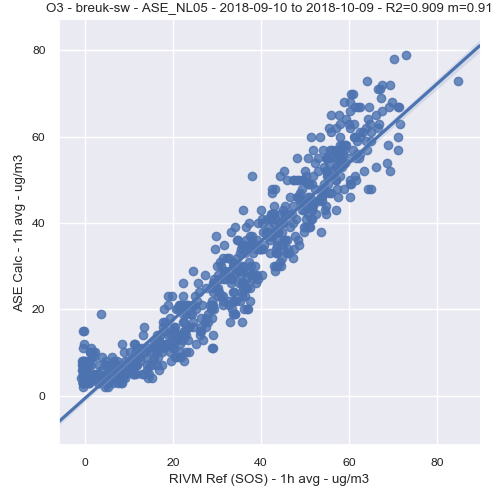 O3 - breuk-sw - ASE_NL05 - 2018-09-10 to 2018-10-09 - R2=0.909 m=0.91
80
60
40
20
0
ASE Calc - 1h avg - ug/m3
0 20 40 60 80
RIVM Ref (SOS) - 1h avg - ug/m3